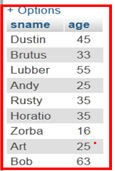 + Options
sname age
Dustin 45
Brutus 33
Lubber 55
Andy 25
Rusty 35
Horatio 35
Zorba 16
Art 25
Bob 63